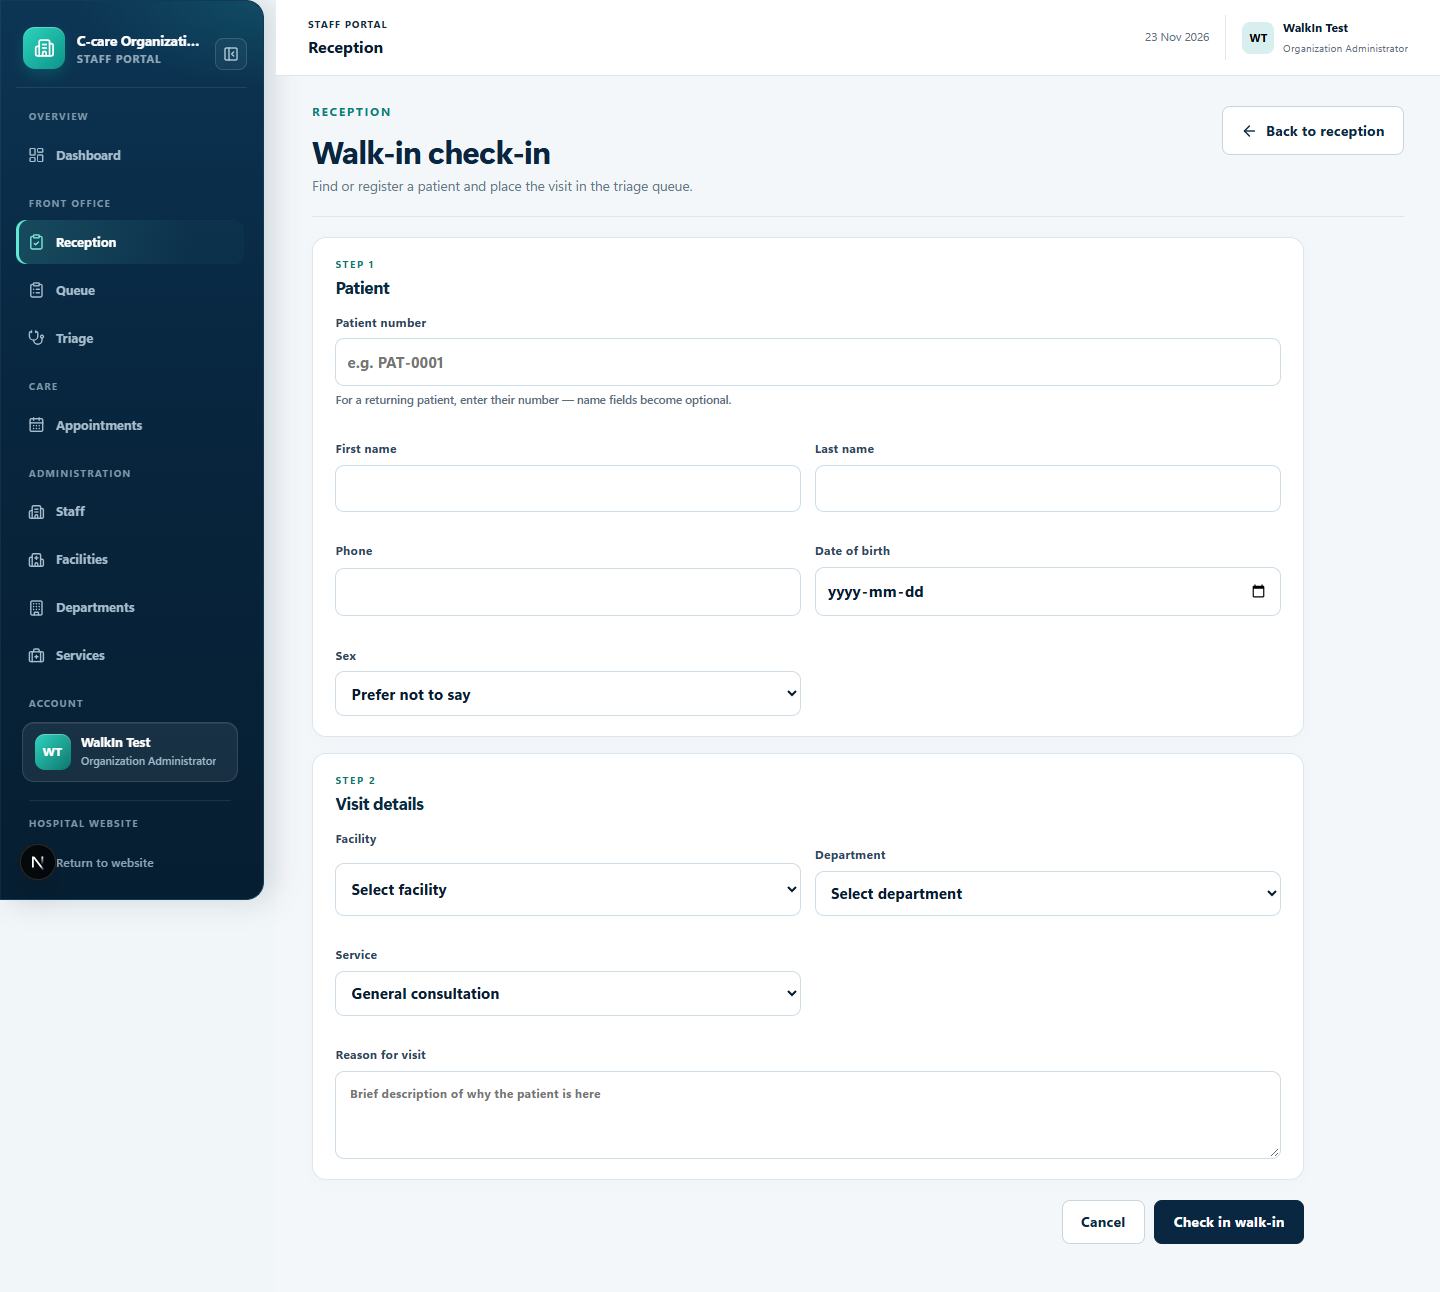 C-care Organizati...
STAFF PORTAL
OVERVIEW
Dashboard
FRONT OFFICE
Reception
Queue
Triage
CARE
Appointments
ADMINISTRATION
Staff
Facilities
Departments
Services
ACCOUNT
WT
WalkIn Test
Organization Administrator
HOSPITAL WEBSITE
N
Return to website
STAFF PORTAL
Reception
23 Nov 2026
WT
WalkIn Test
Organization Administrator
RECEPTION
Walk-in check-in
Find or register a patient and place the visit in the triage queue.
Back to reception
STEP 1
Patient
Patient number
e.g. PAT-0001
For a returning patient, enter their number — name fields become optional.
First name
Last name
Phone
Date of birth
yyyy-mm-dd
Sex
Prefer not to say
STEP 2
Visit details
Facility
Select facility
Department
Select department
Service
General consultation
Reason for visit
Brief description of why the patient is here
Cancel
Check in walk-in